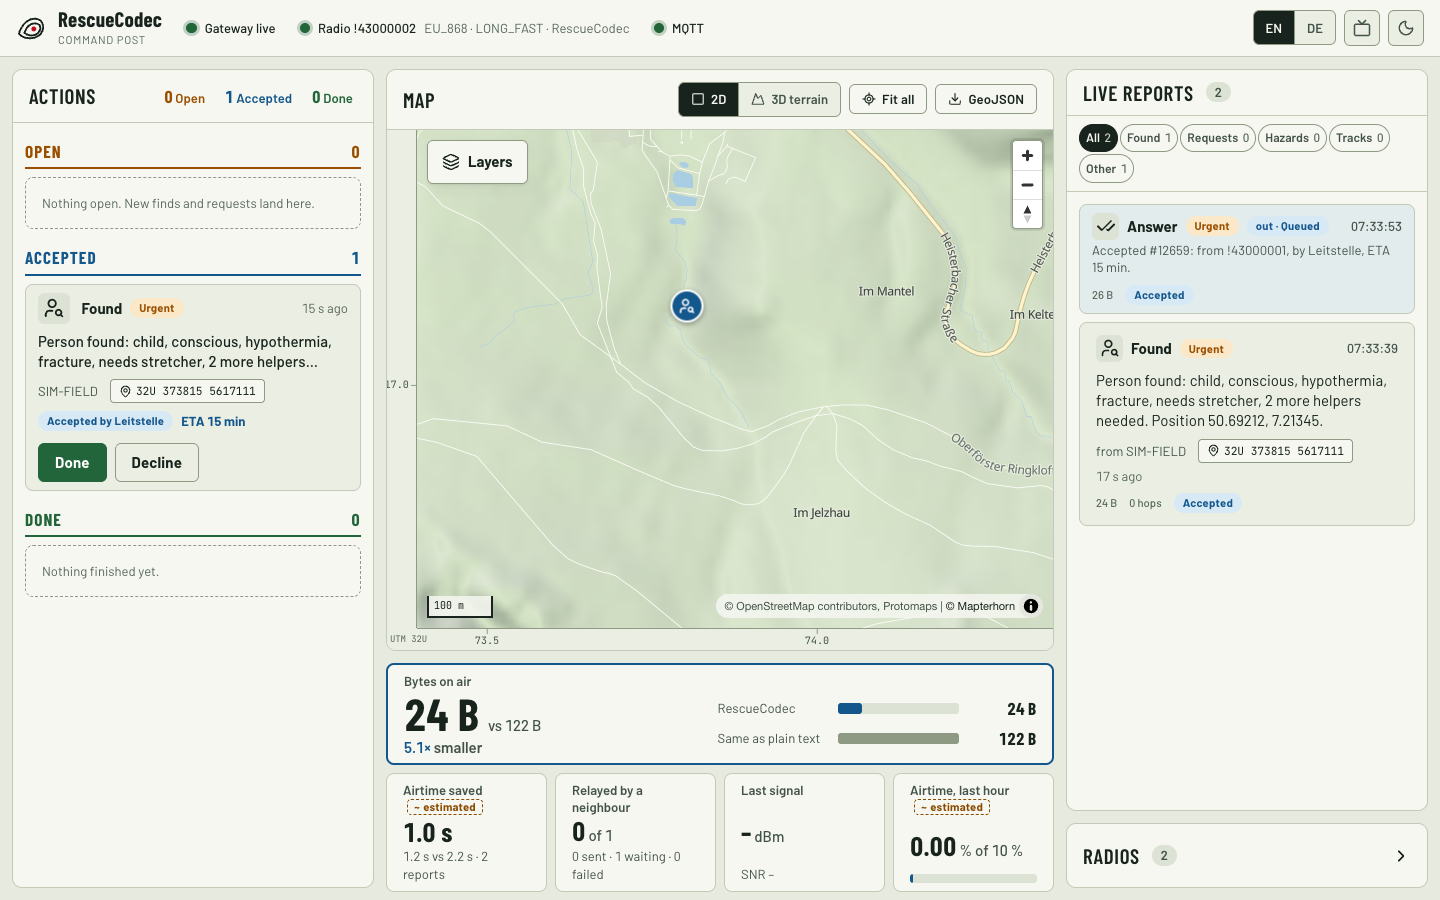 RescueCodec
COMMAND POST
Gateway live
Radio !43000002 EU_868 · LONG_FAST · RescueCodec
MQTT
EN
DE
ACTIONS
0 Open
1 Accepted
0 Done
OPEN 0
Nothing open. New finds and requests land here.
ACCEPTED 1
Found Urgent 15 s ago
Person found: child, conscious, hypothermia,
fracture, needs stretcher, 2 more helpers...
SIM-FIELD 32U 373815 5617111
Accepted by Leitstelle ETA 15 min
Done Decline
DONE 0
Nothing finished yet.
MAP
2D
3D terrain
Fit all
GeoJSON
Layers
Heisterbacher Straße
Im Mantel
17.0
Oberförster Ringklof
Im Jelzhau
100 m
© OpenStreetMap contributors, Protomaps | © Mapterhorn
UTM 32U
73.5
74.0
Bytes on air
24 B vs 122 B
5.1× smaller
RescueCodec 24 B
Same as plain text 122 B
Airtime saved
~ estimated
1.0 s
1.2 s vs 2.2 s · 2
reports
Relayed by a
neighbour
0 of 1
0 sent · 1 waiting · 0
failed
Last signal
– dBm
SNR –
Airtime, last hour
~ estimated
0.00 % of 10 %
LIVE REPORTS 2
All 2
Found 1
Requests 0
Hazards 0
Tracks 0
Other 1
Answer Urgent out · Queued 07:33:53
Accepted #12659: from !43000001, by Leitstelle, ETA
15 min.
26 B Accepted
Found Urgent 07:33:39
Person found: child, conscious, hypothermia,
fracture, needs stretcher, 2 more helpers
needed. Position 50.69212, 7.21345.
from SIM-FIELD 32U 373815 5617111
17 s ago
24 B 0 hops Accepted
RADIOS 2